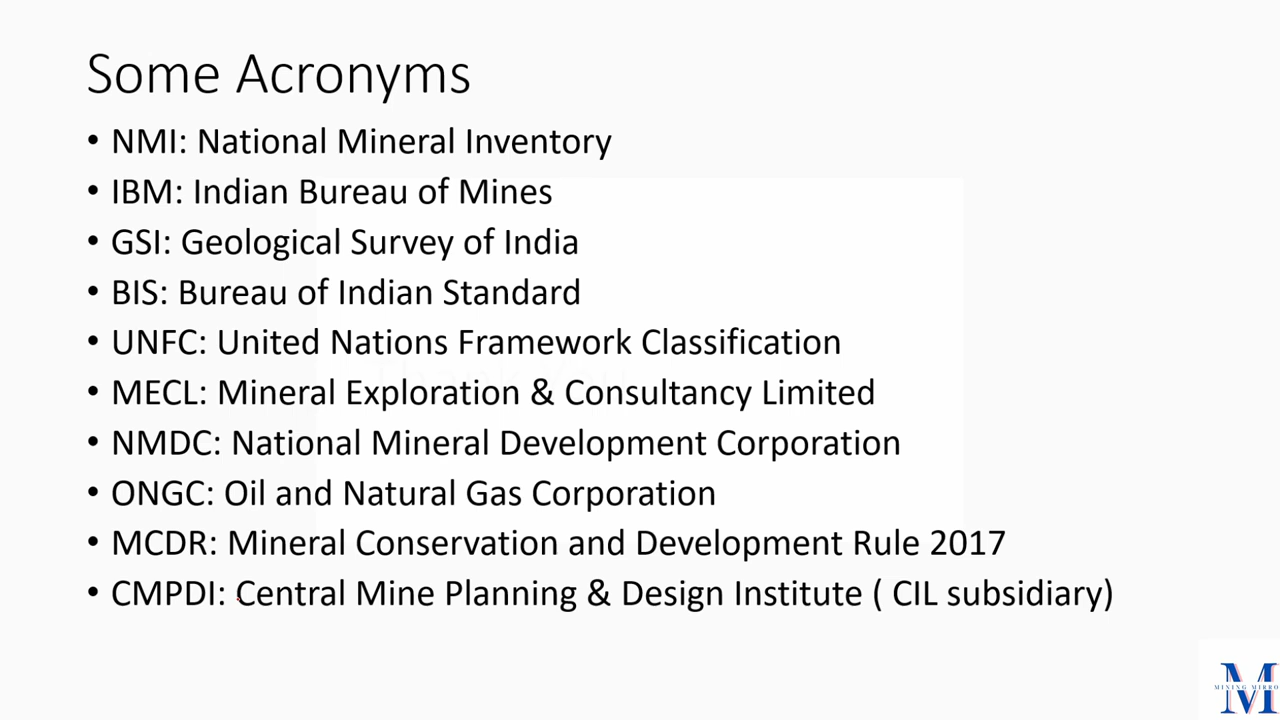 Some Acronyms
• NMI: National Mineral Inventory
• IBM: Indian Bureau of Mines
• GSI: Geological Survey of India
• BIS: Bureau of Indian Standard
• UNFC: United Nations Framework Classification
• MECL: Mineral Exploration & Consultancy Limited
• NMDC: National Mineral Development Corporation
• ONGC: Oil and Natural Gas Corporation
• MCDR: Mineral Conservation and Development Rule 2017
• CMPDI: Central Mine Planning & Design Institute ( CIL subsidiary)
M
MINING MIRRO